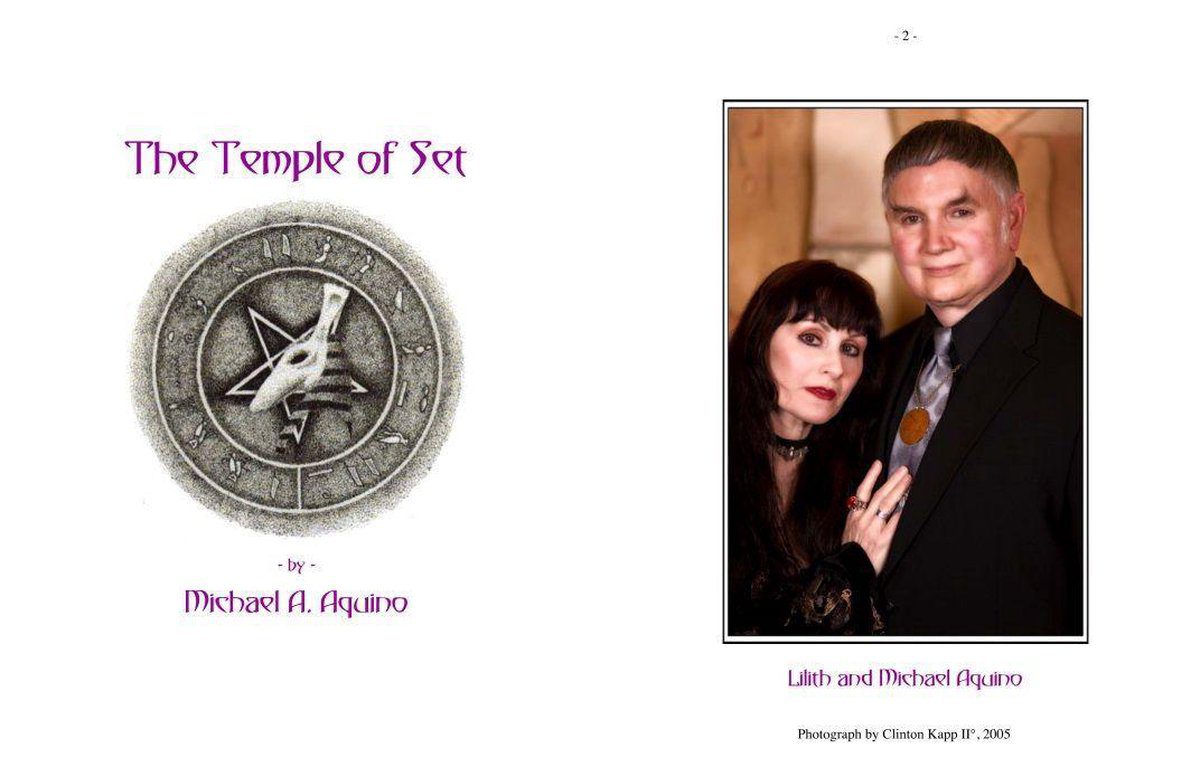 The Temple of Set
- by -
Michael A. Aquino
- 2 -
Lilith and Michael Aquino
Photograph by Clinton Kapp II°, 2005